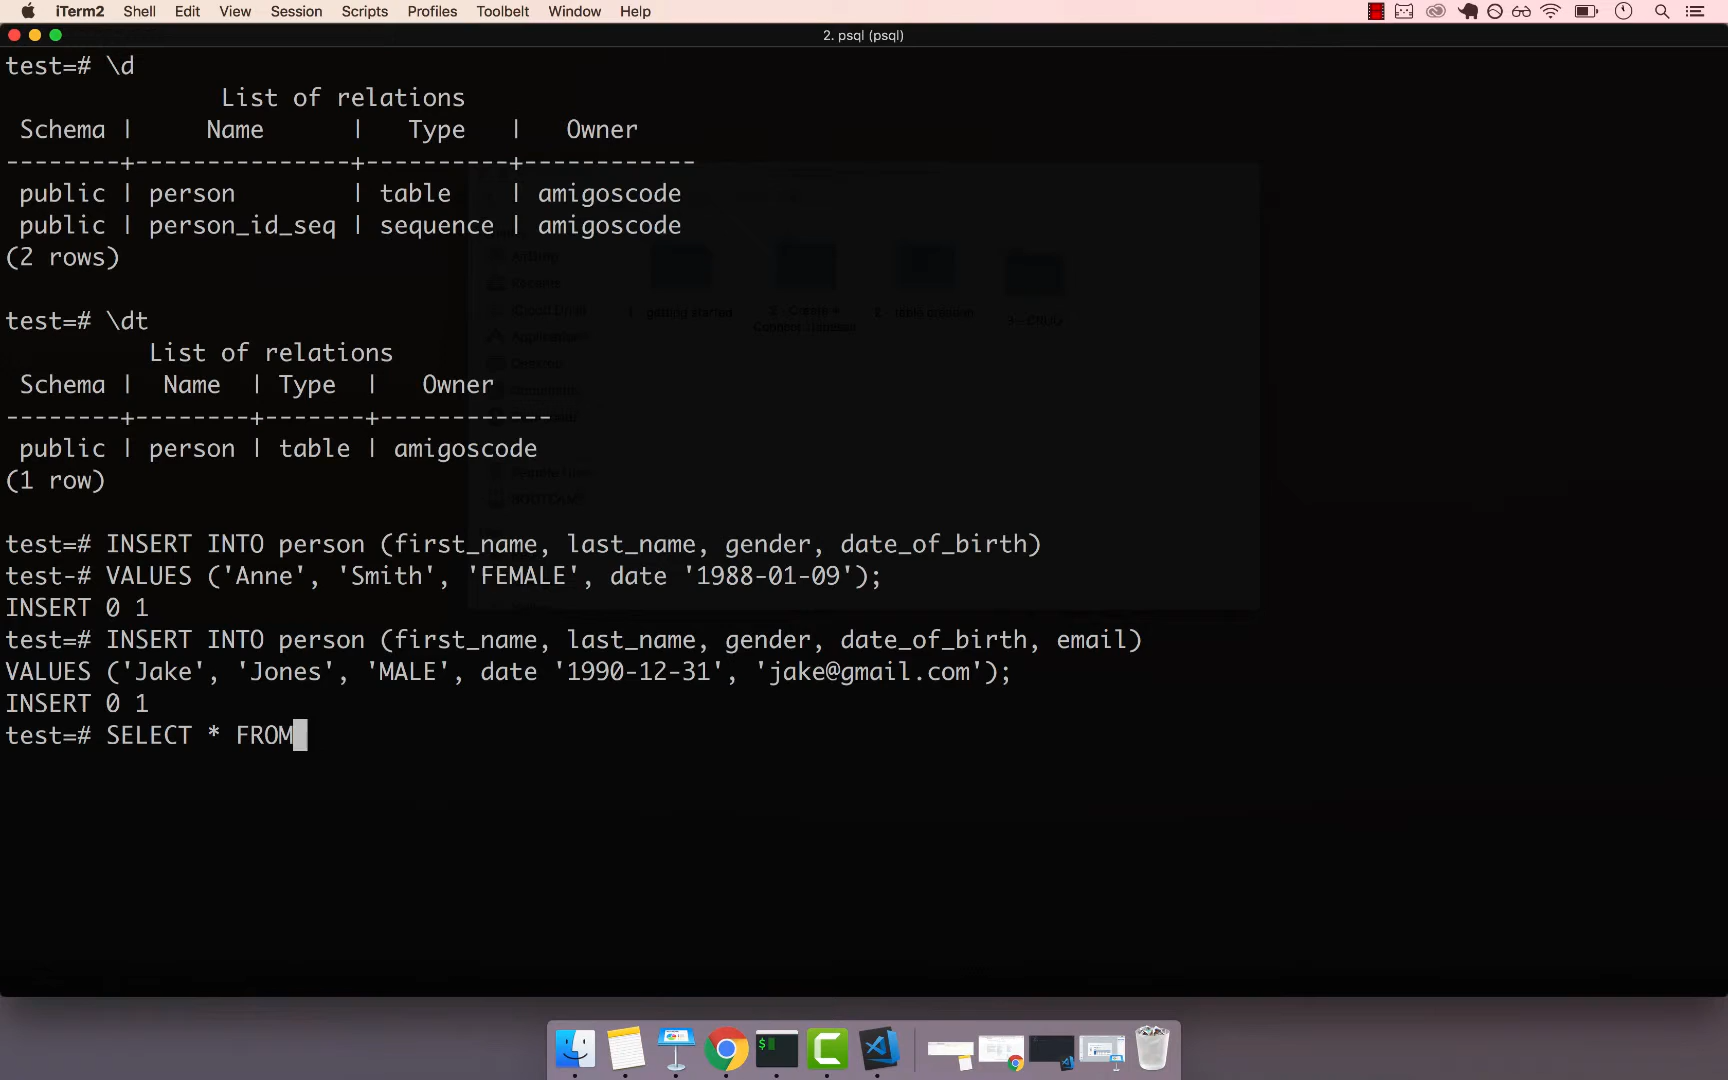 iTerm2 Shell Edit View Session Scripts Profiles Toolbelt Window Help
2. psql (psql)
test=# \d
List of relations
Schema | Name | Type | Owner
--------+---------------+----------+------------
public | person | table | amigoscode
public | person_id_seq | sequence | amigoscode
(2 rows)
test=# \dt
List of relations
Schema | Name | Type | Owner
--------+--------+-------+------------
public | person | table | amigoscode
(1 row)
test=# INSERT INTO person (first_name, last_name, gender, date_of_birth)
test-# VALUES ('Anne', 'Smith', 'FEMALE', date '1988-01-09');
INSERT 0 1
test=# INSERT INTO person (first_name, last_name, gender, date_of_birth, email)
VALUES ('Jake', 'Jones', 'MALE', date '1990-12-31', 'jake@gmail.com');
INSERT 0 1
test=# SELECT * FROM